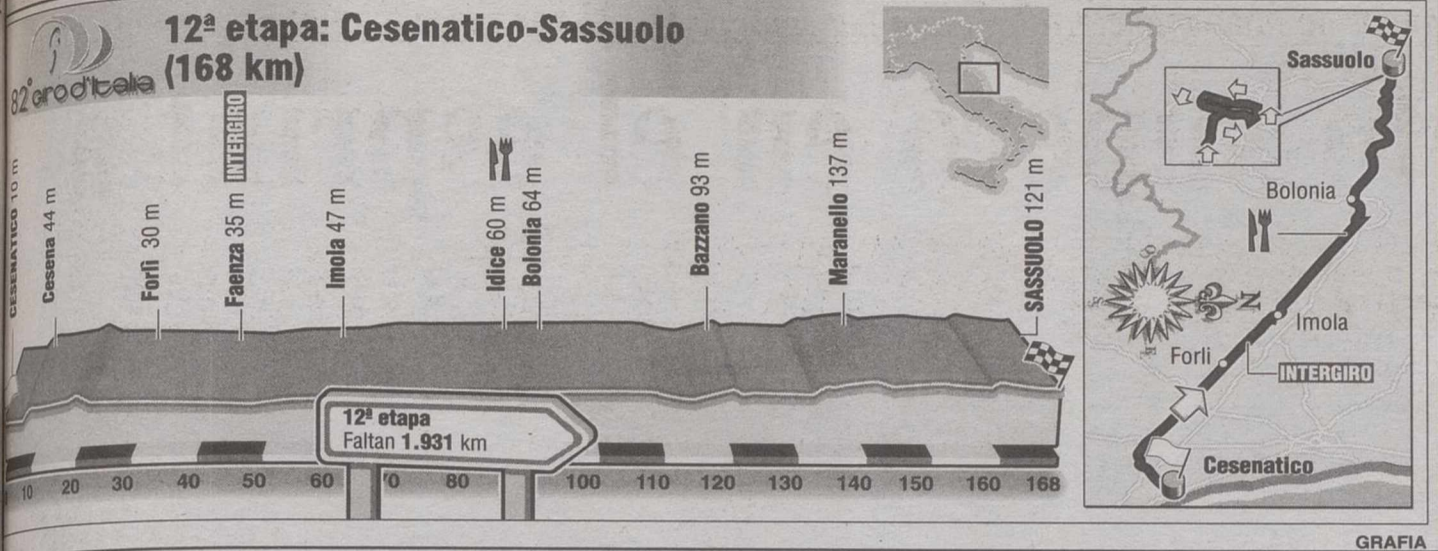 82º Giro d'Italia
12ª etapa: Cesenatico-Sassuolo
(168 km)
CESENATICO 10 m
Cesena 44 m
Forlì 30 m
Faenza 35 m INTERGIRO
Imola 47 m
Idice 60 m
Bolonia 64 m
Bazzano 93 m
Maranello 137 m
SASSUOLO 121 m
12ª etapa
Faltan 1.931 km
10 20 30 40 50 60 70 80 100 110 120 130 140 150 160 168
Sassuolo
Bolonia
N
Imola
Forli
INTERGIRO
Cesenatico
GRAFIA